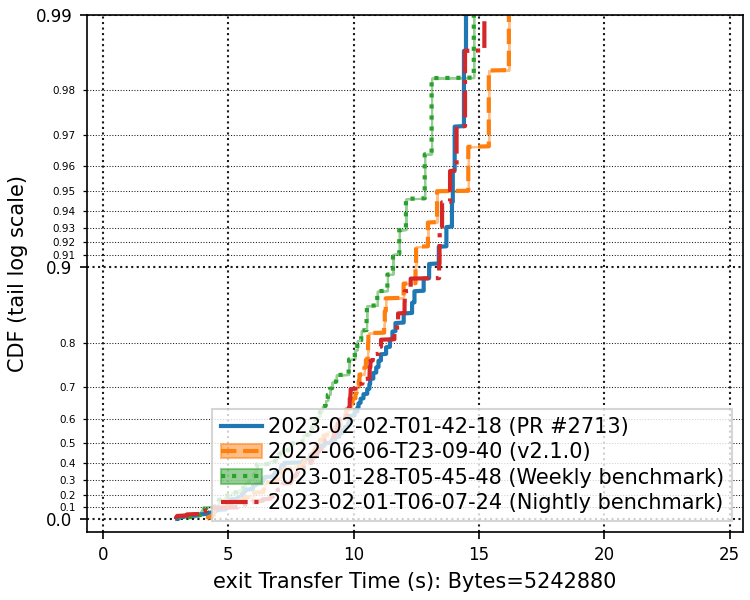 0.99
0.98
0.97
0.96
0.95
0.94
0.93
0.92
0.91
0.9
0.8
0.7
0.6
0.5
0.4
0.3
0.2
0.1
0.0
CDF (tail log scale)
2023-02-02-T01-42-18 (PR #2713)
2022-06-06-T23-09-40 (v2.1.0)
2023-01-28-T05-45-48 (Weekly benchmark)
2023-02-01-T06-07-24 (Nightly benchmark)
0 5 10 15 20 25
exit Transfer Time (s): Bytes=5242880